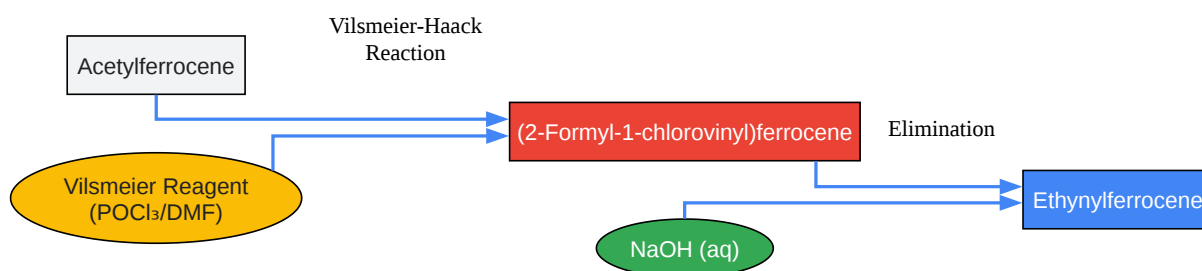 Vilsmeier-Haack
Reaction
Acetylferrocene
(2-Formyl-1-chlorovinyl)ferrocene
Elimination
Vilsmeier Reagent
(POCl₃/DMF)
Ethynylferrocene
NaOH (aq)